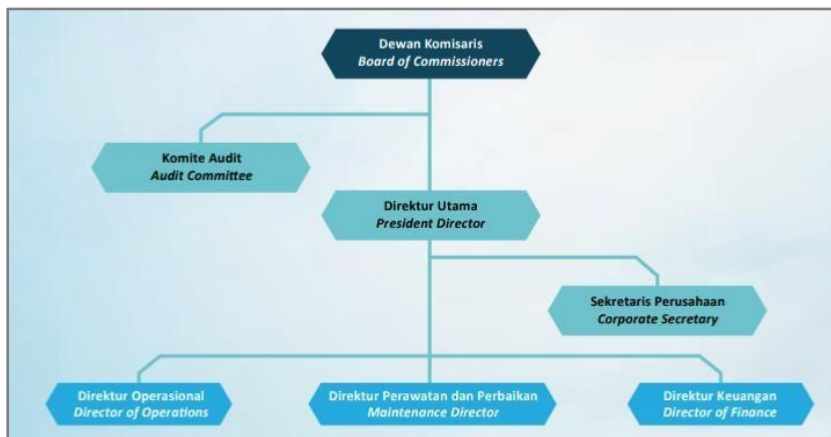 Dewan Komisaris
Board of Commissioners
Komite Audit
Audit Committee
Direktur Utama
President Director
Sekretaris Perusahaan
Corporate Secretary
Direktur Operasional
Director of Operations
Direktur Perawatan dan Perbaikan
Maintenance Director
Direktur Keuangan
Director of Finance